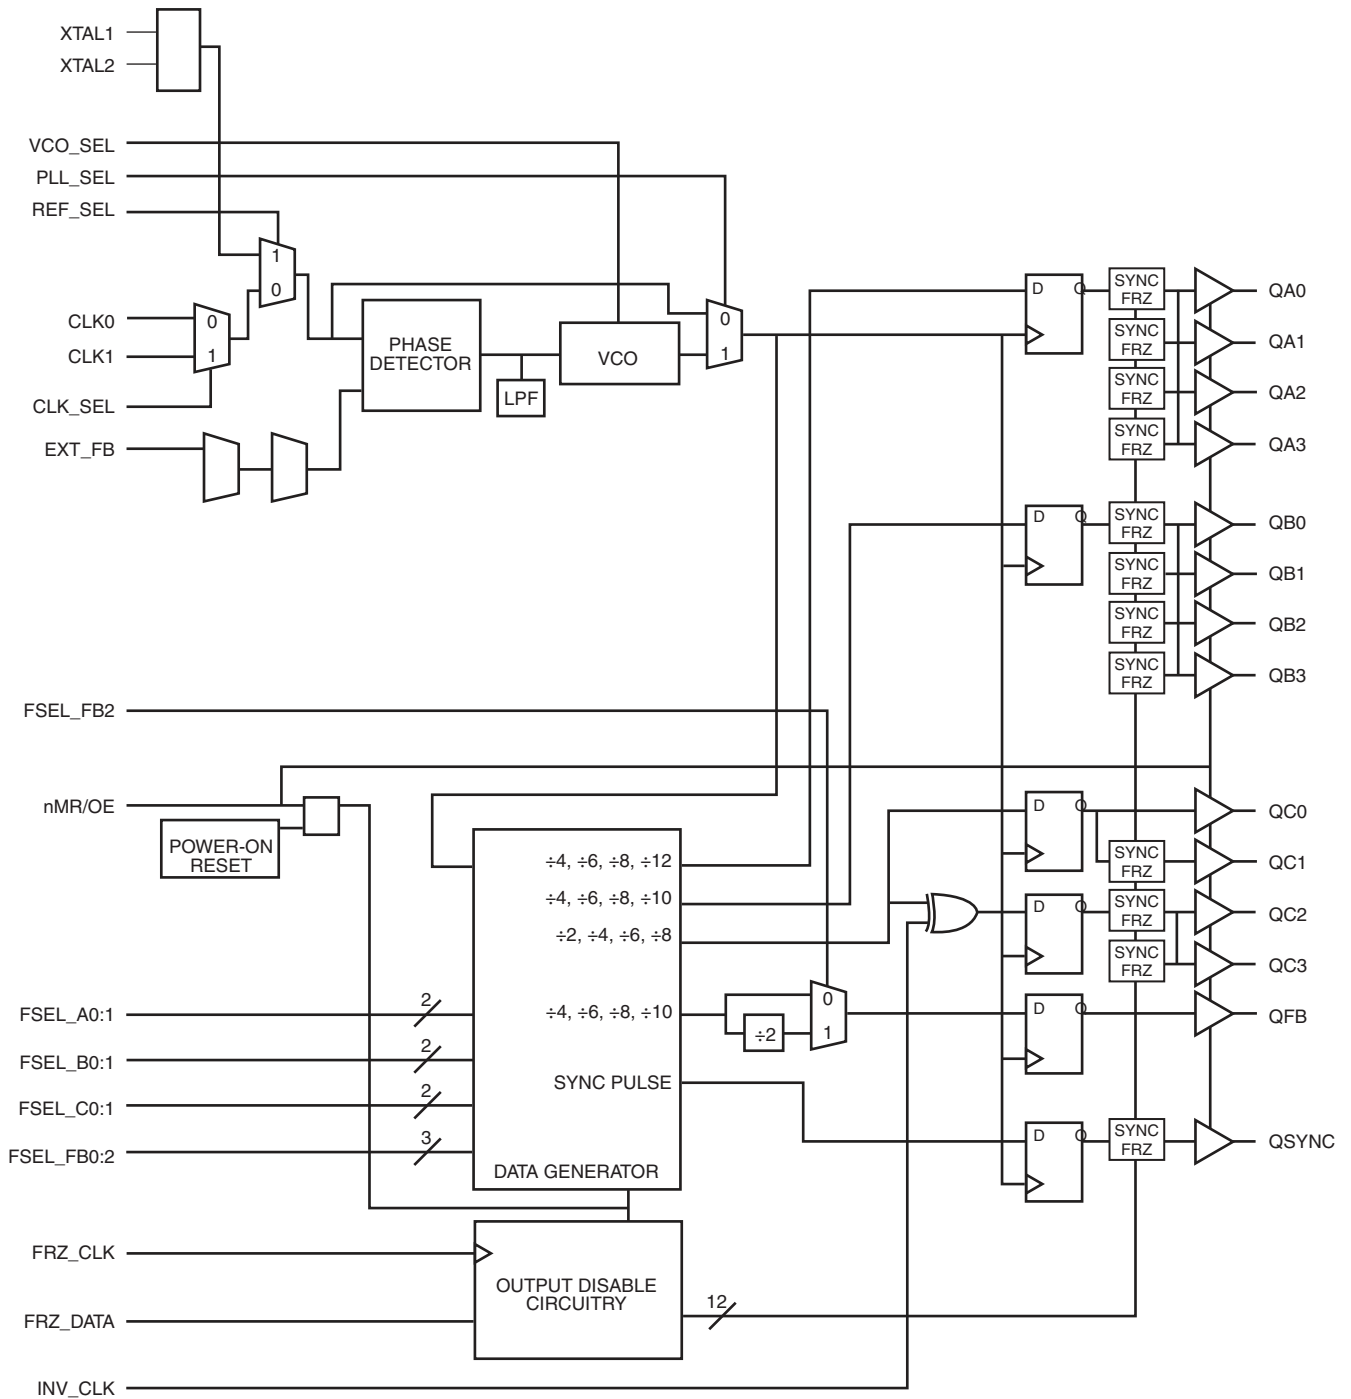 XTAL1
XTAL2
VCO_SEL
PLL_SEL
REF_SEL
1
0
CLK0
CLK1
0
1
CLK_SEL
EXT_FB
PHASE
DETECTOR
LPF
VCO
0
1
D Q
SYNC
FRZ
QA0
SYNC
FRZ
QA1
SYNC
FRZ
QA2
SYNC
FRZ
QA3
D Q
SYNC
FRZ
QB0
SYNC
FRZ
QB1
SYNC
FRZ
QB2
SYNC
FRZ
QB3
FSEL_FB2
nMR/OE
POWER-ON
RESET
÷4, ÷6, ÷8, ÷12
÷4, ÷6, ÷8, ÷10
÷2, ÷4, ÷6, ÷8
÷4, ÷6, ÷8, ÷10
SYNC PULSE
DATA GENERATOR
÷2
0
1
D Q
QC0
SYNC
FRZ
QC1
D Q
SYNC
FRZ
QC2
SYNC
FRZ
QC3
D Q
QFB
D Q
SYNC
FRZ
QSYNC
FSEL_A0:1
2
FSEL_B0:1
2
FSEL_C0:1
2
FSEL_FB0:2
3
FRZ_CLK
FRZ_DATA
OUTPUT DISABLE
CIRCUITRY
12
INV_CLK